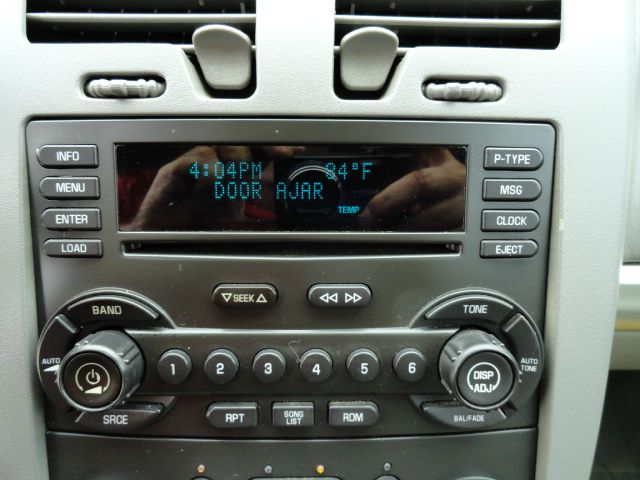 INFO
MENU
ENTER
LOAD
4:04PM 94°F
DOOR AJAR
TEMP
P-TYPE
MSG
CLOCK
EJECT
SEEK
BAND
TONE
AUTO
AUTO TONE
1 2 3 4 5 6
DISP
ADJ
SRCE
RPT
SONG
LIST
RDM
BAL/FADE